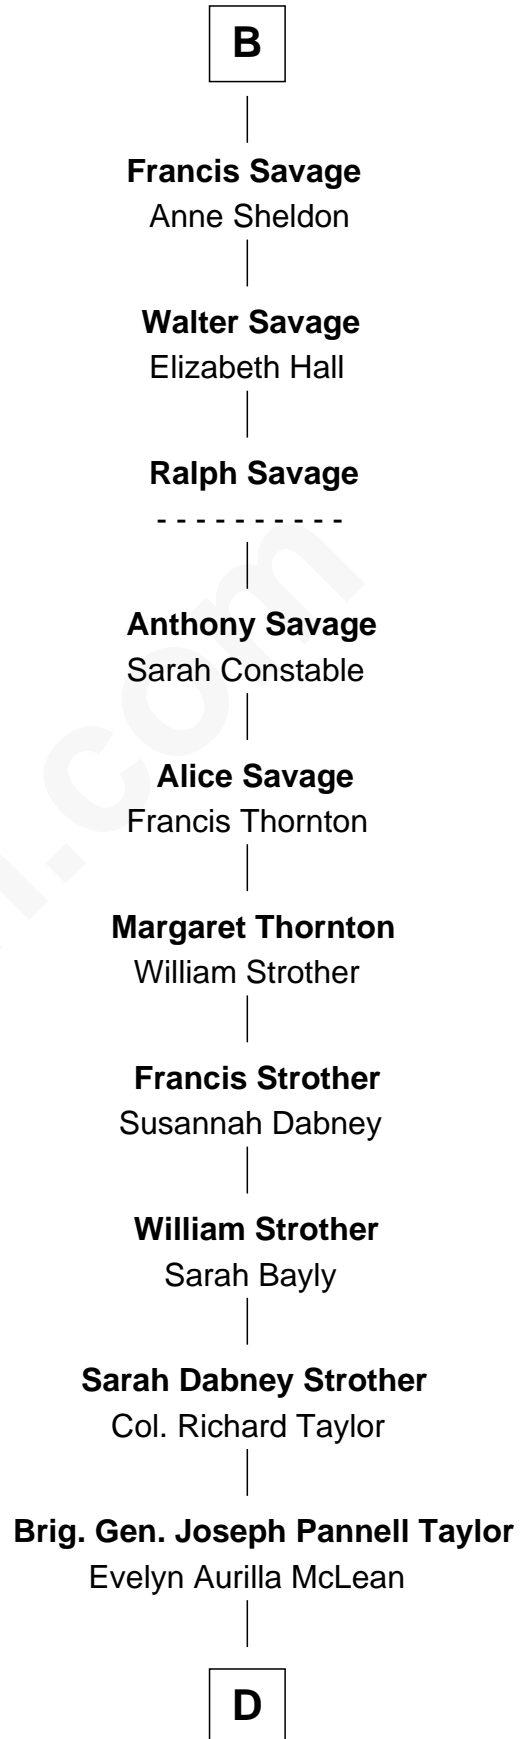 B
Francis Savage
Anne Sheldon
Walter Savage
Elizabeth Hall
Ralph Savage
- - - - - - - - - -
Anthony Savage
Sarah Constable
Alice Savage
Francis Thornton
Margaret Thornton
William Strother
Francis Strother
Susannah Dabney
William Strother
Sarah Bayly
Sarah Dabney Strother
Col. Richard Taylor
Brig. Gen. Joseph Pannell Taylor
Evelyn Aurilla McLean
D